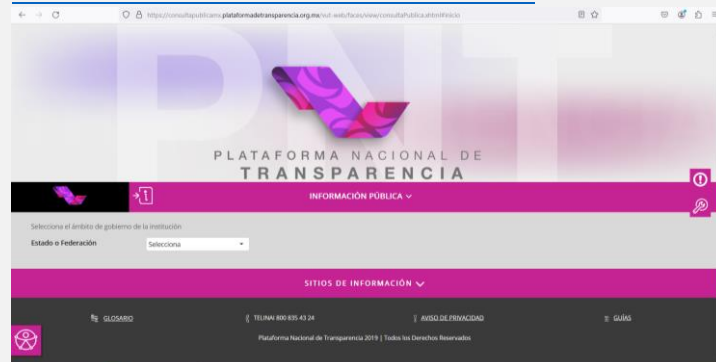 https://consultapublicamx.plataformadetransparencia.org.mx/vut-web/faces/view/consultaPublica.xhtml#inicio
PNT
PLATAFORMA NACIONAL DE
TRANSPARENCIA
INFORMACIÓN PÚBLICA
Selecciona el ámbito de gobierno de la institución
Estado o Federación
Selecciona
SITIOS DE INFORMACIÓN
GLOSARIO
TELINAI 800 835 43 24
AVISO DE PRIVACIDAD
GUÍAS
Plataforma Nacional de Transparencia 2019 | Todos los Derechos Reservados